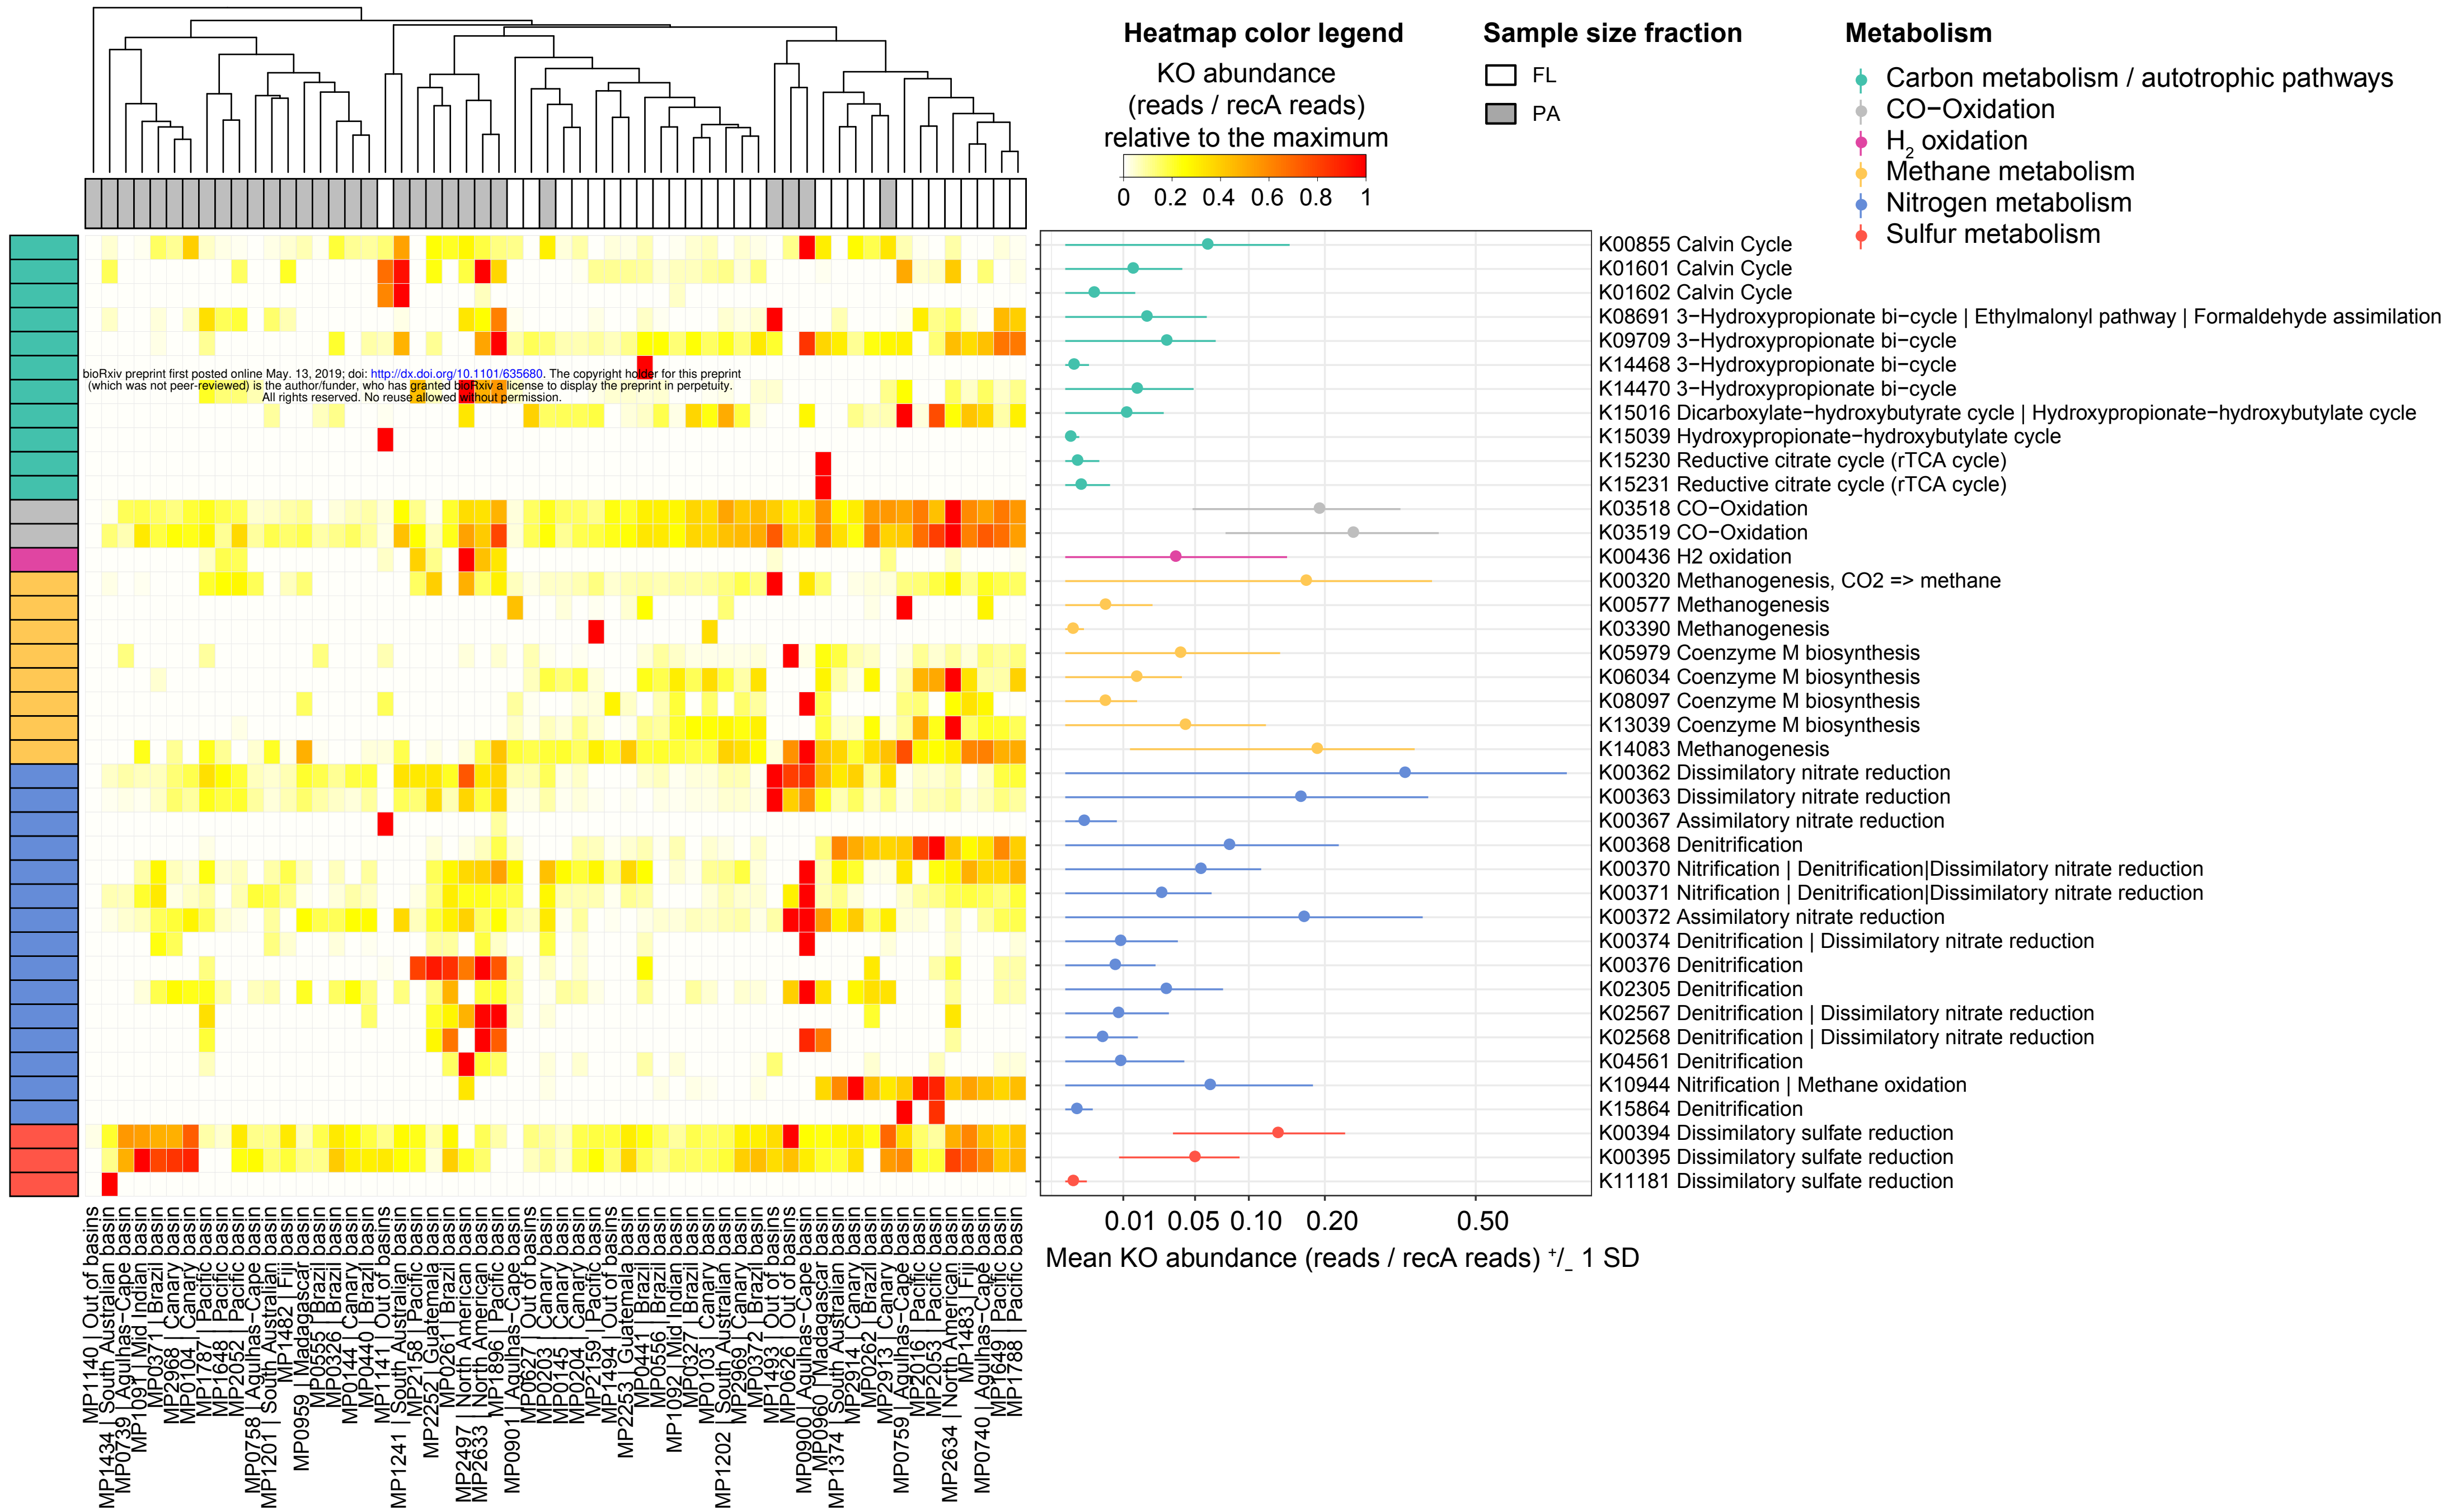 Heatmap color legend
KO abundance
(reads / recA reads)
relative to the maximum
0 0.2 0.4 0.6 0.8 1
Sample size fraction
FL
PA
Metabolism
Carbon metabolism / autotrophic pathways
CO−Oxidation
H2 oxidation
Methane metabolism
Nitrogen metabolism
Sulfur metabolism
bioRxiv preprint first posted online May. 13, 2019; doi: http://dx.doi.org/10.1101/635680. The copyright holder for this preprint
(which was not peer-reviewed) is the author/funder, who has granted bioRxiv a license to display the preprint in perpetuity.
All rights reserved. No reuse allowed without permission.
K00855 Calvin Cycle
K01601 Calvin Cycle
K01602 Calvin Cycle
K08691 3−Hydroxypropionate bi−cycle | Ethylmalonyl pathway | Formaldehyde assimilation
K09709 3−Hydroxypropionate bi−cycle
K14468 3−Hydroxypropionate bi−cycle
K14470 3−Hydroxypropionate bi−cycle
K15016 Dicarboxylate−hydroxybutyrate cycle | Hydroxypropionate−hydroxybutylate cycle
K15039 Hydroxypropionate−hydroxybutylate cycle
K15230 Reductive citrate cycle (rTCA cycle)
K15231 Reductive citrate cycle (rTCA cycle)
K03518 CO−Oxidation
K03519 CO−Oxidation
K00436 H2 oxidation
K00320 Methanogenesis, CO2 => methane
K00577 Methanogenesis
K03390 Methanogenesis
K05979 Coenzyme M biosynthesis
K06034 Coenzyme M biosynthesis
K08097 Coenzyme M biosynthesis
K13039 Coenzyme M biosynthesis
K14083 Methanogenesis
K00362 Dissimilatory nitrate reduction
K00363 Dissimilatory nitrate reduction
K00367 Assimilatory nitrate reduction
K00368 Denitrification
K00370 Nitrification | Denitrification|Dissimilatory nitrate reduction
K00371 Nitrification | Denitrification|Dissimilatory nitrate reduction
K00372 Assimilatory nitrate reduction
K00374 Denitrification | Dissimilatory nitrate reduction
K00376 Denitrification
K02305 Denitrification
K02567 Denitrification | Dissimilatory nitrate reduction
K02568 Denitrification | Dissimilatory nitrate reduction
K04561 Denitrification
K10944 Nitrification | Methane oxidation
K15864 Denitrification
K00394 Dissimilatory sulfate reduction
K00395 Dissimilatory sulfate reduction
K11181 Dissimilatory sulfate reduction
0.01 0.05 0.10 0.20 0.50
Mean KO abundance (reads / recA reads) +/_ 1 SD
MP1140 | Out of basins
MP1434 | South Australian basin
MP0739 | Agulhas−Cape basin
MP1091 | Mid Indian basin
MP0371 | Brazil basin
MP2968 | Canary basin
MP0104 | Canary basin
MP1787 | Pacific basin
MP1648 | Pacific basin
MP2052 | Pacific basin
MP0758 | Agulhas−Cape basin
MP1201 | South Australian basin
MP1482 | Fiji basin
MP0959 | Madagascar basin
MP0555 | Brazil basin
MP0326 | Brazil basin
MP0144 | Canary basin
MP0440 | Brazil basin
MP1141 | Out of basins
MP1241 | South Australian basin
MP2158 | Pacific basin
MP2252 | Guatemala basin
MP0261 | Brazil basin
MP2497 | North American basin
MP2633 | North American basin
MP1896 | Pacific basin
MP0901 | Agulhas−Cape basin
MP0627 | Out of basins
MP0203 | Canary basin
MP0145 | Canary basin
MP0204 | Canary basin
MP2159 | Pacific basin
MP1494 | Out of basins
MP2253 | Guatemala basin
MP0441 | Brazil basin
MP0556 | Brazil basin
MP1092 | Mid Indian basin
MP0327 | Brazil basin
MP0103 | Canary basin
MP1202 | South Australian basin
MP2969 | Canary basin
MP0372 | Brazil basin
MP1493 | Out of basins
MP0626 | Out of basins
MP0900 | Agulhas−Cape basin
MP0960 | Madagascar basin
MP1374 | South Australian basin
MP2914 | Canary basin
MP0262 | Brazil basin
MP2913 | Canary basin
MP0759 | Agulhas−Cape basin
MP2016 | Pacific basin
MP2053 | Pacific basin
MP2634 | North American basin
MP1483 | Fiji basin
MP0740 | Agulhas−Cape basin
MP1649 | Pacific basin
MP1788 | Pacific basin